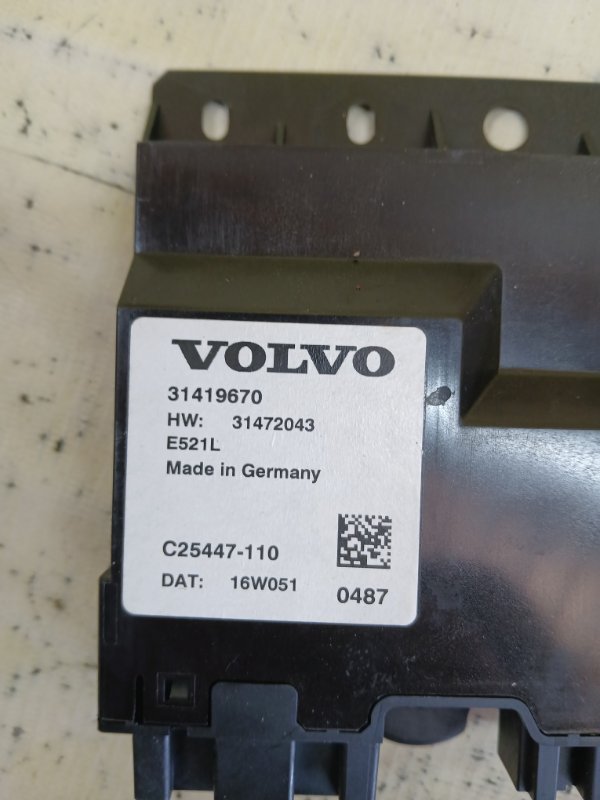 VOLVO
31419670
HW: 31472043
E521L
Made in Germany
C25447-110
DAT: 16W051
0487